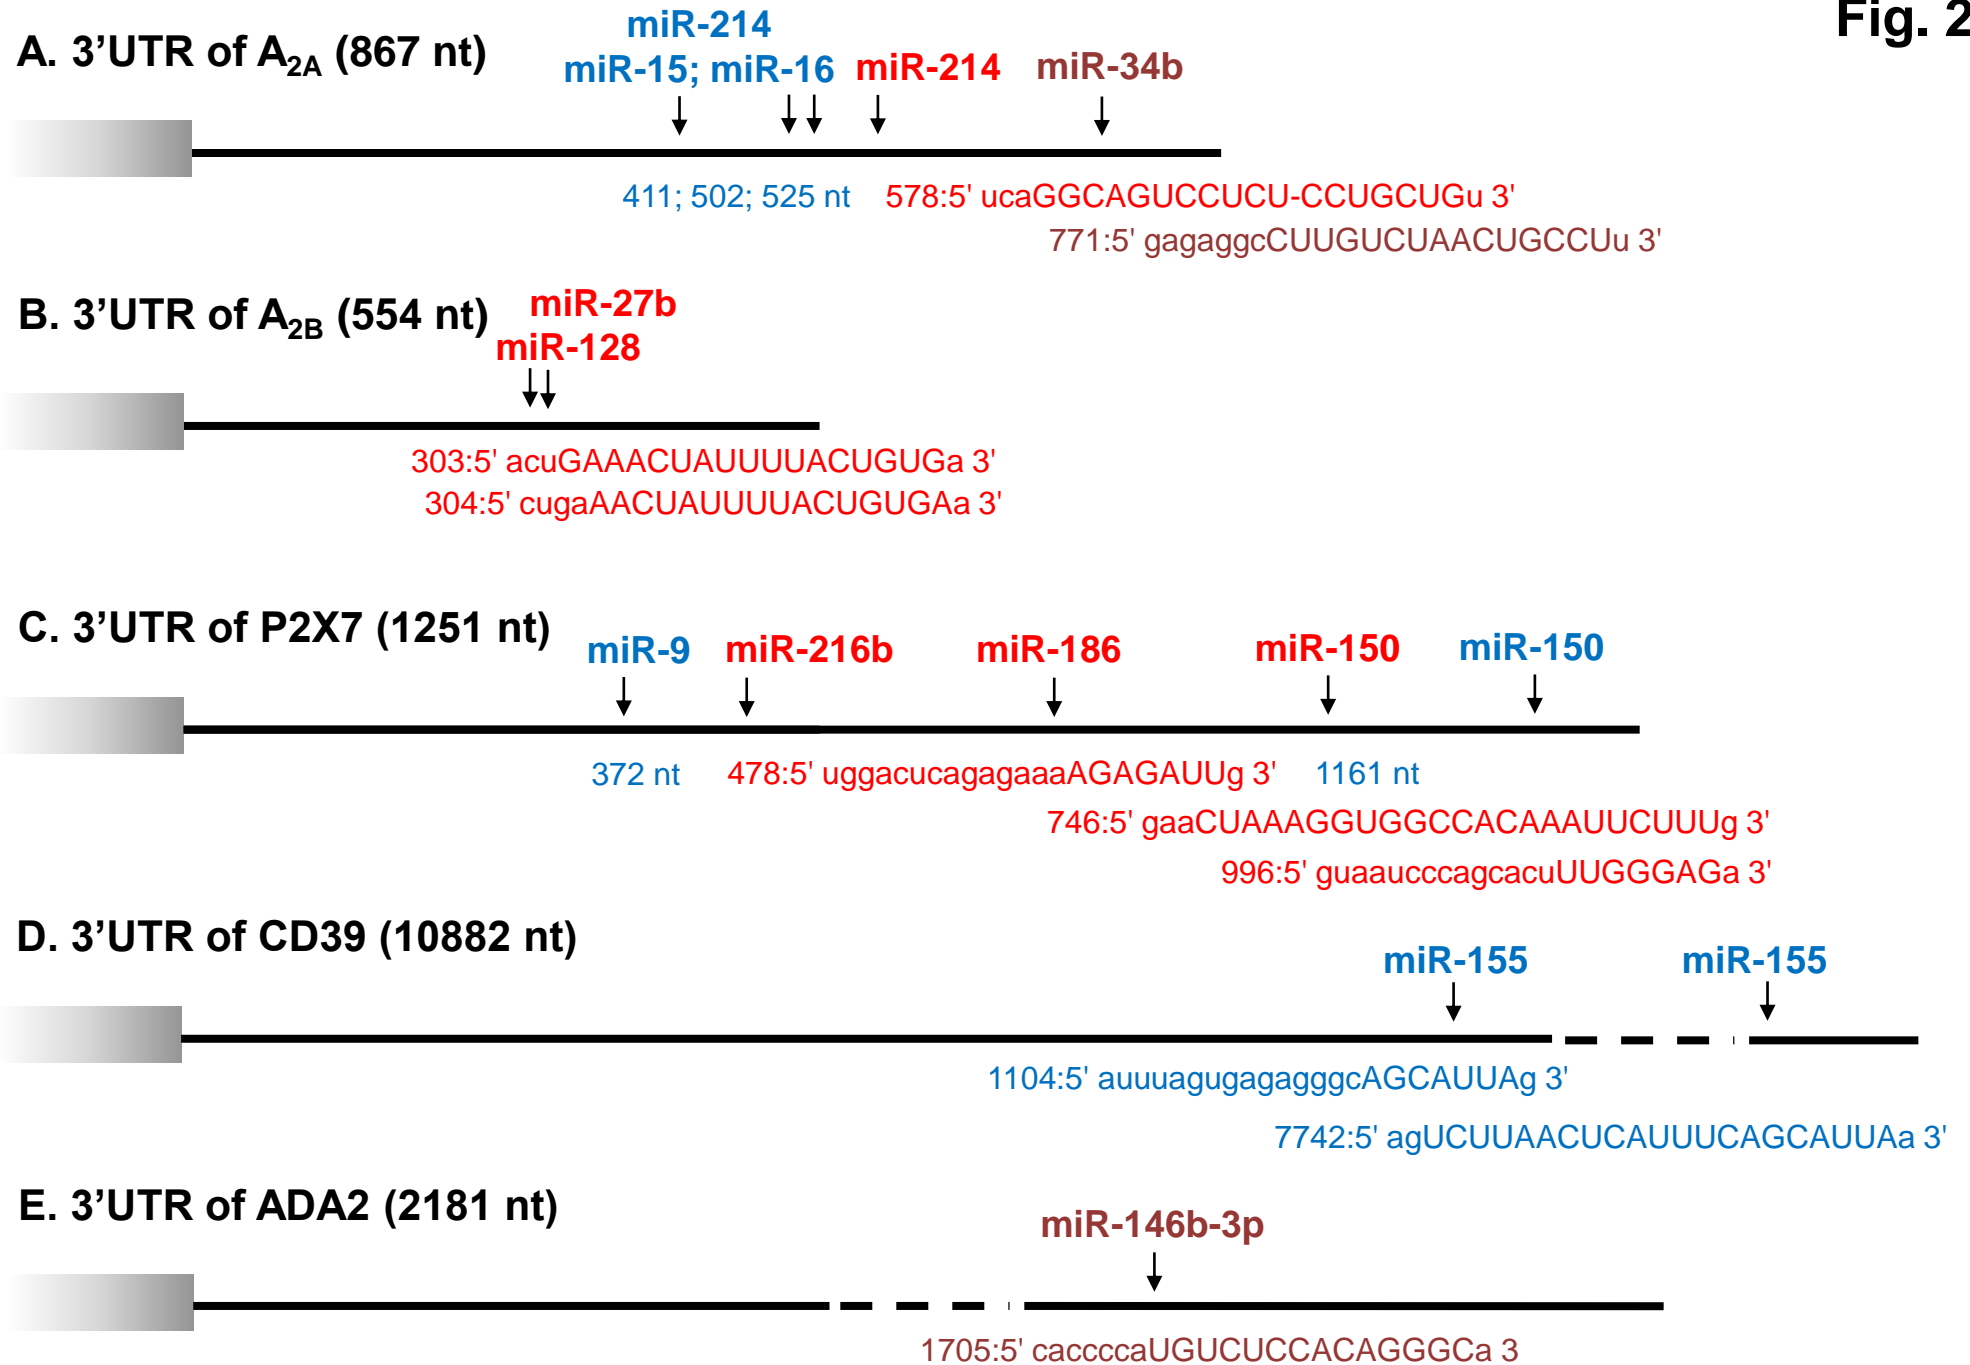 Fig. 2
A. 3’UTR of A2A (867 nt)
miR-214
miR-15; miR-16 miR-214 miR-34b
411; 502; 525 nt 578:5' ucaGGCAGUCCUCU-CCUGCUGu 3'
771:5' gagaggcCUUGUCUAACUGCCUu 3'
B. 3’UTR of A2B (554 nt)
miR-27b
miR-128
303:5' acuGAAACUAUUUUACUGUGa 3'
304:5' cugaAACUAUUUUACUGUGAa 3'
C. 3’UTR of P2X7 (1251 nt)
miR-9 miR-216b miR-186 miR-150 miR-150
372 nt 478:5' uggacucagagaaaAGAGAUUg 3' 1161 nt
746:5' gaaCUAAAGGUGGCCACAAAUUCUUUg 3'
996:5' guaaucccagcacuUUGGGAGa 3'
D. 3’UTR of CD39 (10882 nt)
miR-155 miR-155
1104:5' auuuagugagagggcAGCAUUAg 3'
7742:5' agUCUUAACUCAUUUCAGCAUUAa 3'
E. 3’UTR of ADA2 (2181 nt)
miR-146b-3p
1705:5' caccccaUGUCUCCACAGGGCa 3